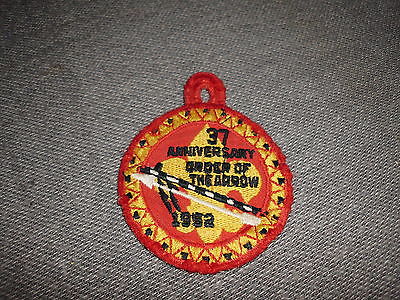 37
ANNIVERSARY
ORDER OF
THE ARROW
1952